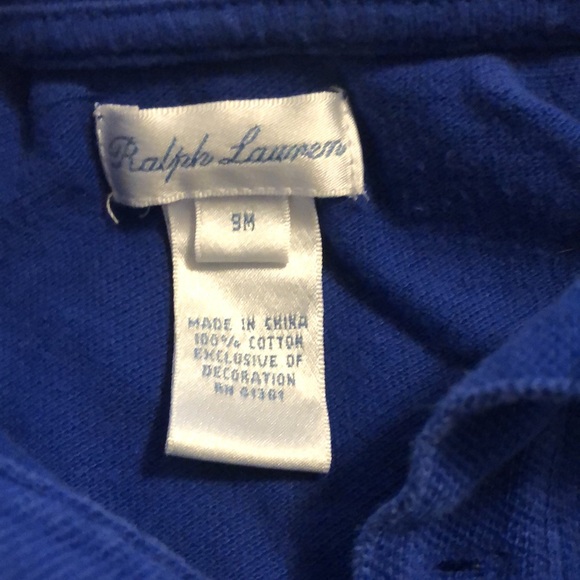 Ralph Lauren
9M
MADE IN CHINA
100% COTTON
EXCLUSIVE OF
DECORATION
RN 41381